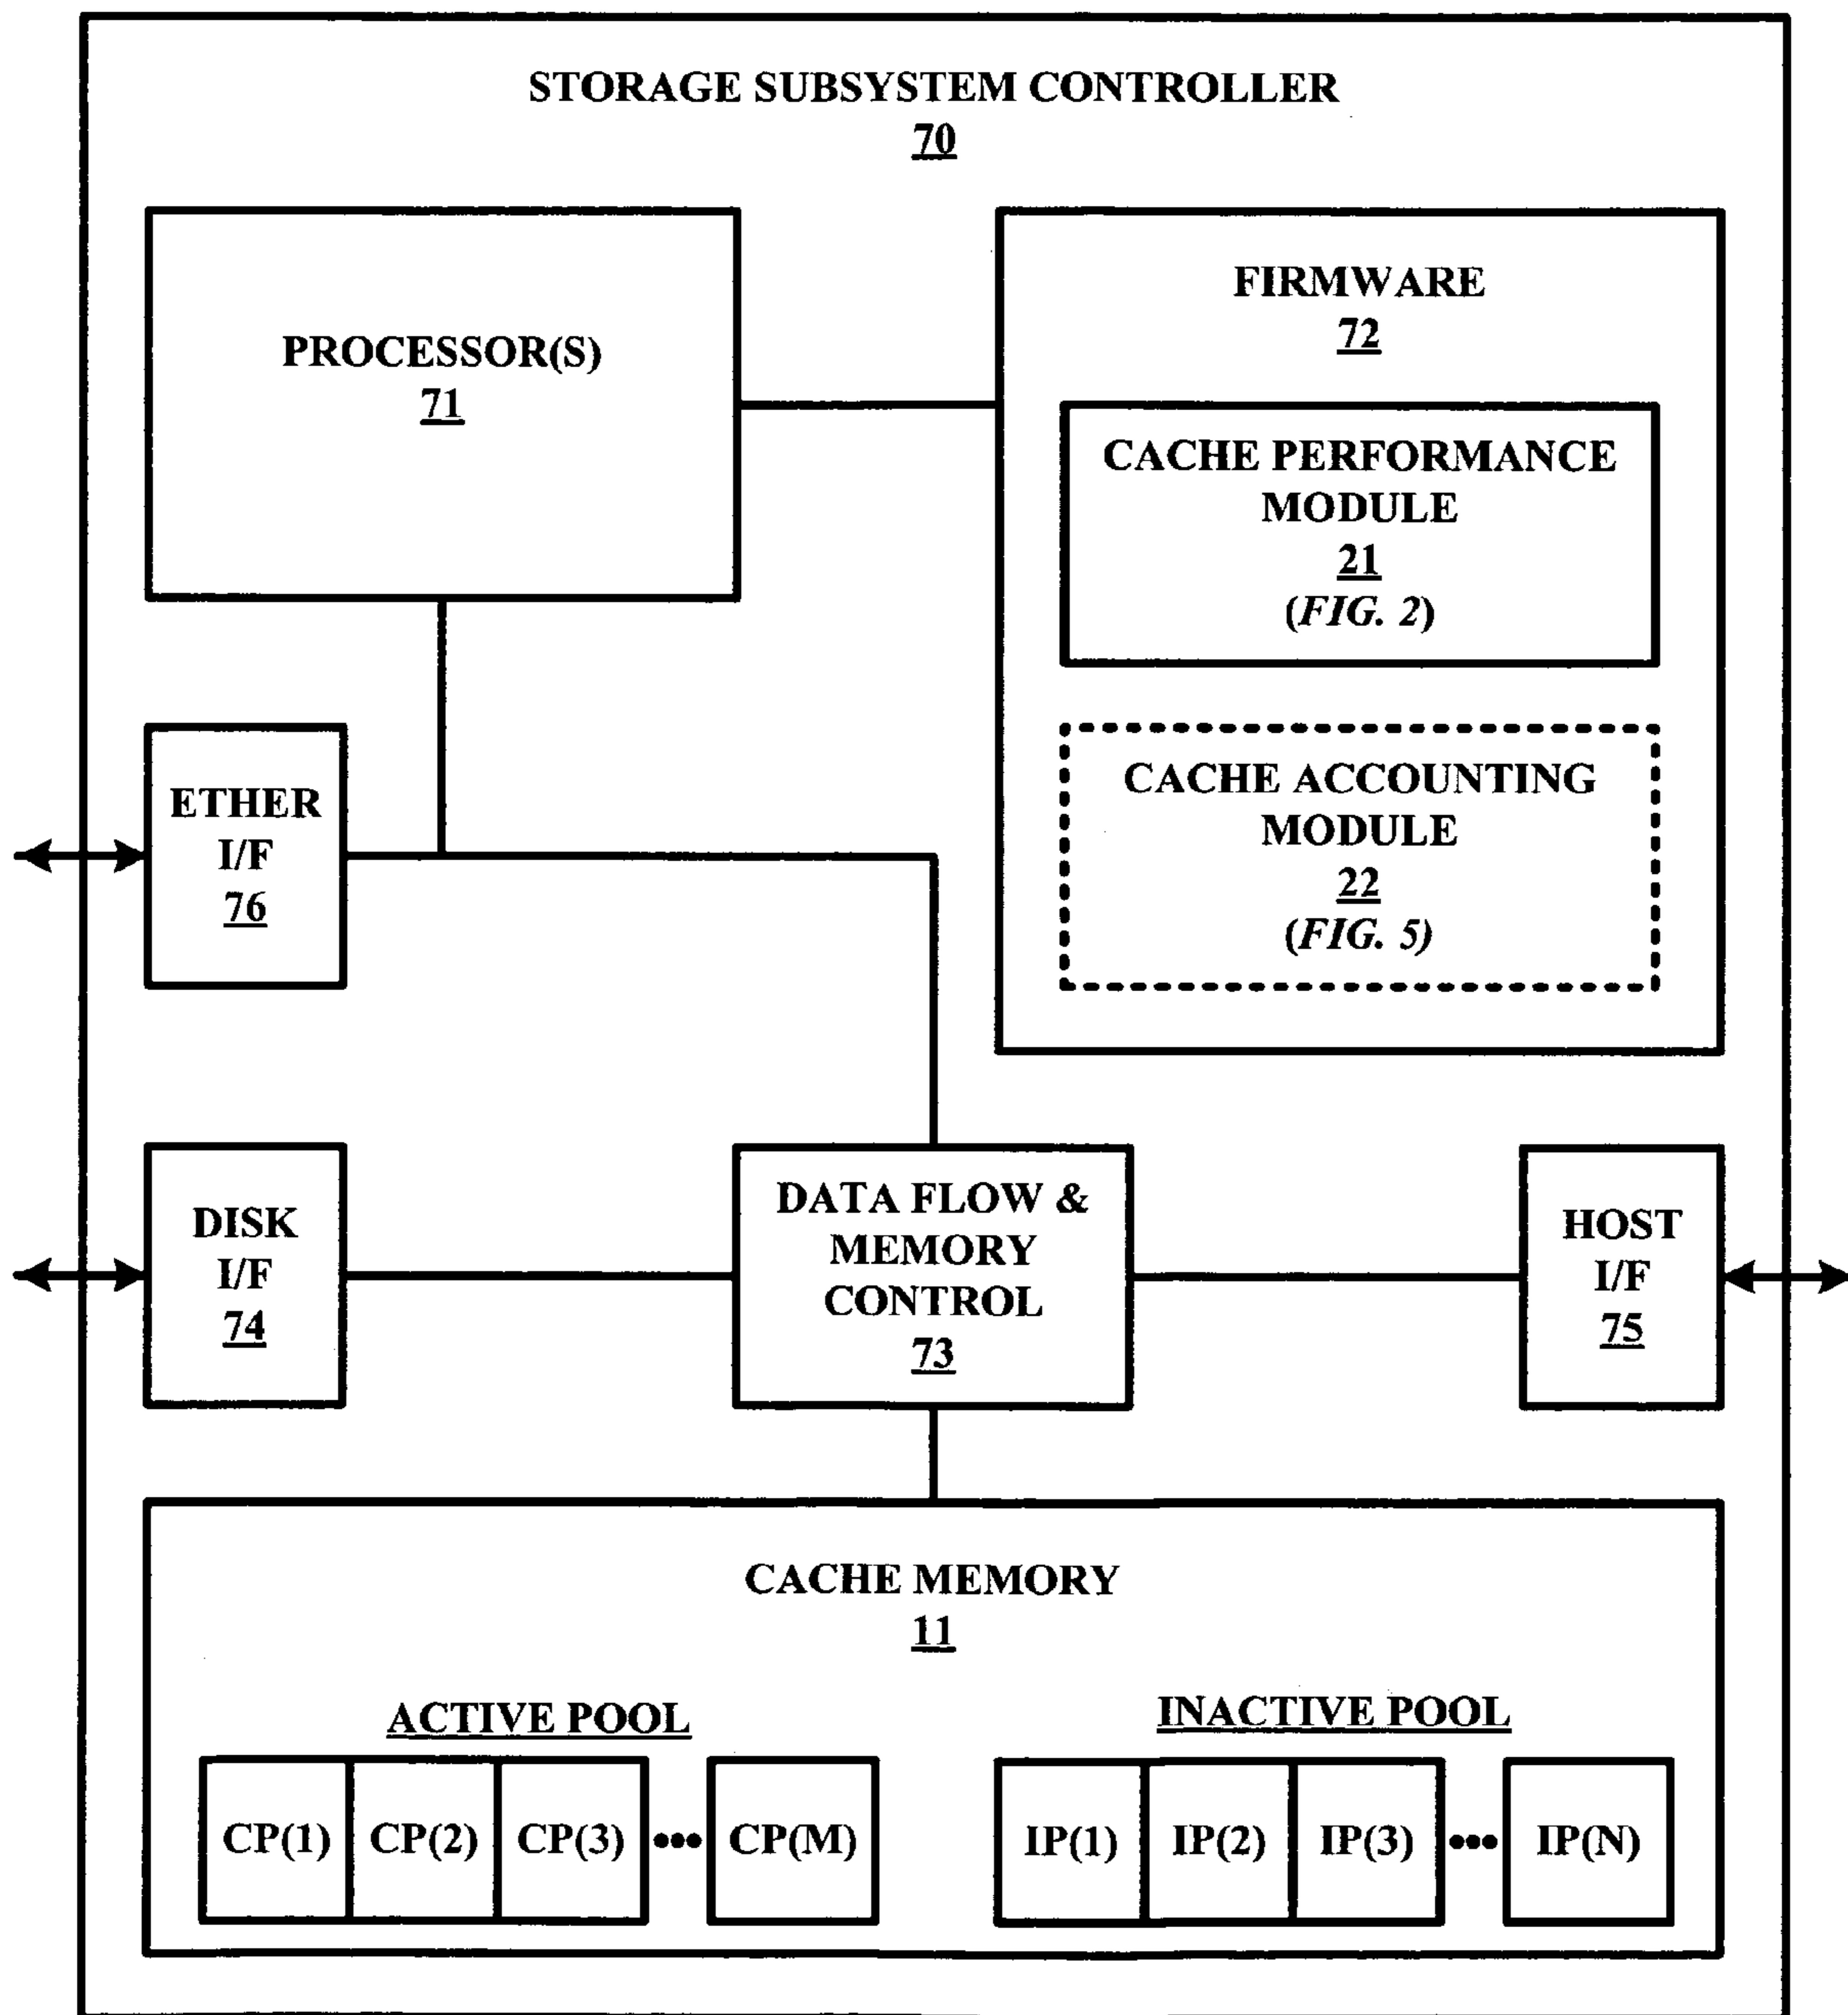 STORAGE SUBSYSTEM CONTROLLER
70
PROCESSOR(S)
71
FIRMWARE
72
CACHE PERFORMANCE
MODULE
21
(FIG. 2)
CACHE ACCOUNTING
MODULE
22
(FIG. 5)
ETHER
I/F
76
DISK
I/F
74
DATA FLOW &
MEMORY
CONTROL
73
HOST
I/F
75
CACHE MEMORY
11
ACTIVE POOL
CP(1) CP(2) CP(3) ••• CP(M)
INACTIVE POOL
IP(1) IP(2) IP(3) ••• IP(N)